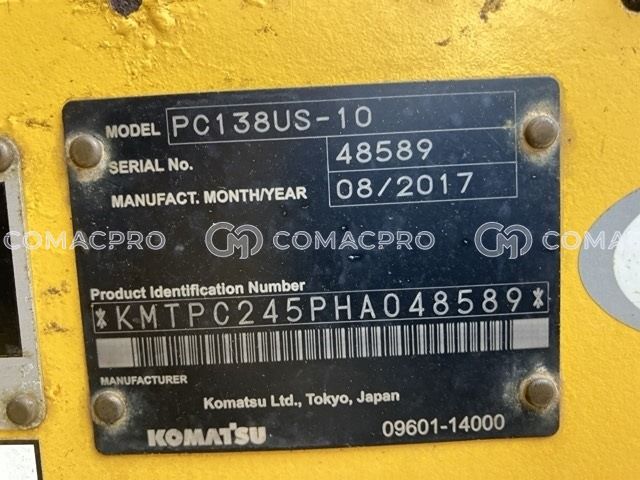 MODEL PC138US-10
SERIAL No. 48589
MANUFACT. MONTH/YEAR 08/2017
COMACPRO COMACPRO COMACPRO
Product Identification Number
*KMTPC245PHA048589*
MANUFACTURER
Komatsu Ltd., Tokyo, Japan
KOMATSU 09601-14000